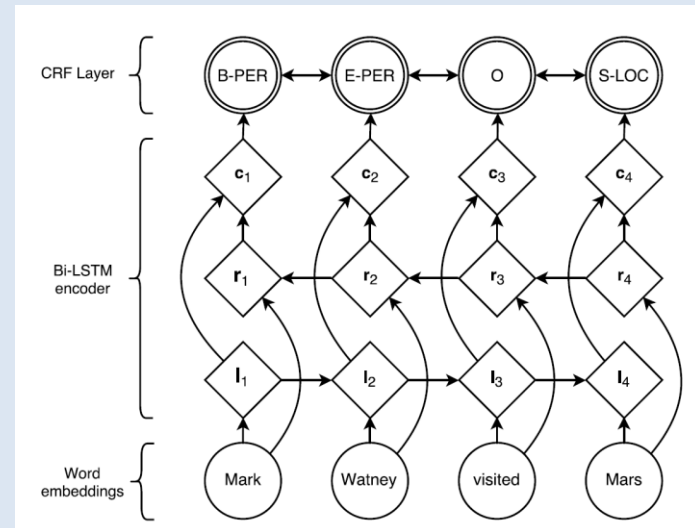 CRF Layer
B-PER E-PER O S-LOC
c1 c2 c3 c4
Bi-LSTM
encoder
r1 r2 r3 r4
l1 l2 l3 l4
Word
embeddings
Mark Watney visited Mars